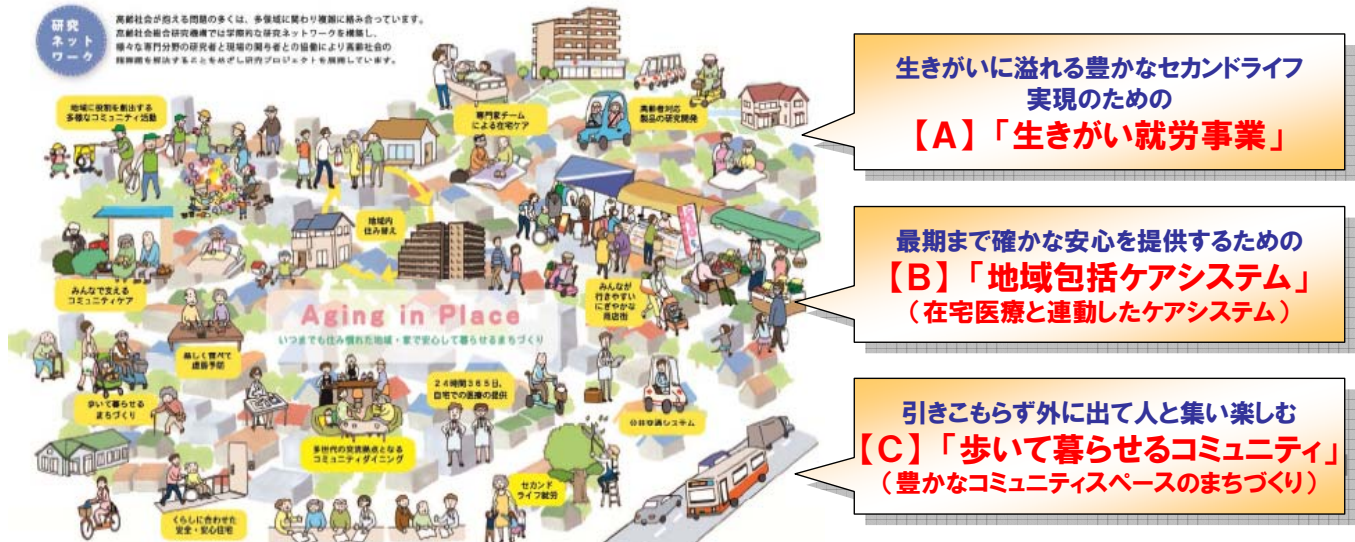 研究
ネット
ワーク
高齢社会が抱える問題の多くは、多領域に関わり複雑に絡み合っています。
高齢社会総合研究機構では学際的な研究ネットワークを構築し、
様々な専門分野の研究者と現場の関与者との協働により高齢社会の
諸課題を解決することをめざし研究プロジェクトを展開しています。
地域に役割を創出する
多様なコミュニティ活動
専門家チーム
による在宅ケア
高齢者対応
製品の研究開発
地域内
住み替え
みんなで支える
コミュニティケア
みんなが
行きやすい
にぎやかな
商店街
Aging in Place
いつまでも住み慣れた地域・家で安心して暮らせるまちづくり
楽しく食べて
虚弱予防
24時間365日、
自宅での医療の提供
歩いて暮らせる
まちづくり
公共交通システム
多世代の交流拠点となる
コミュニティダイニング
セカンド
ライフ就労
くらしに合わせた
安全・安心住宅
生きがいに溢れる豊かなセカンドライフ
実現のための
【A】「生きがい就労事業」
最期まで確かな安心を提供するための
【B】「地域包括ケアシステム」
（在宅医療と連動したケアシステム）
引きこもらず外に出て人と集い楽しむ
【C】「歩いて暮らせるコミュニティ」
（豊かなコミュニティスペースのまちづくり）